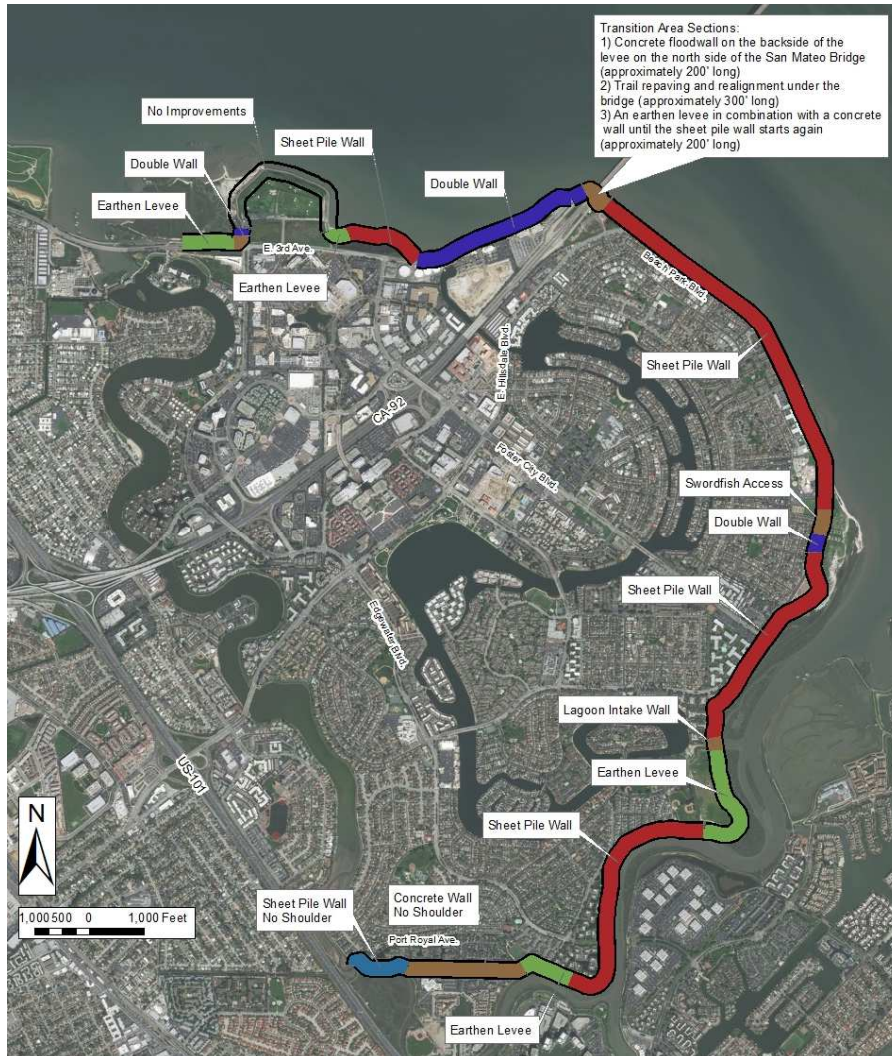 Transition Area Sections:
1) Concrete floodwall on the backside of the
levee on the north side of the San Mateo Bridge
(approximately 200' long)
2) Trail repaving and realignment under the
bridge (approximately 300' long)
3) An earthen levee in combination with a concrete
wall until the sheet pile wall starts again
(approximately 200' long)
No Improvements
Sheet Pile Wall
Double Wall
Double Wall
Earthen Levee
E. 3rd Ave.
Earthen Levee
Beach Park Blvd.
E. Hillsdale Blvd.
Sheet Pile Wall
CA-92
Foster City Blvd.
Swordfish Access
Double Wall
Sheet Pile Wall
Edgewater Blvd.
Lagoon Intake Wall
US-101
Earthen Levee
N
Sheet Pile Wall
Sheet Pile Wall
No Shoulder
Concrete Wall
No Shoulder
1,000 500 0 1,000 Feet
Port Royal Ave.
Earthen Levee